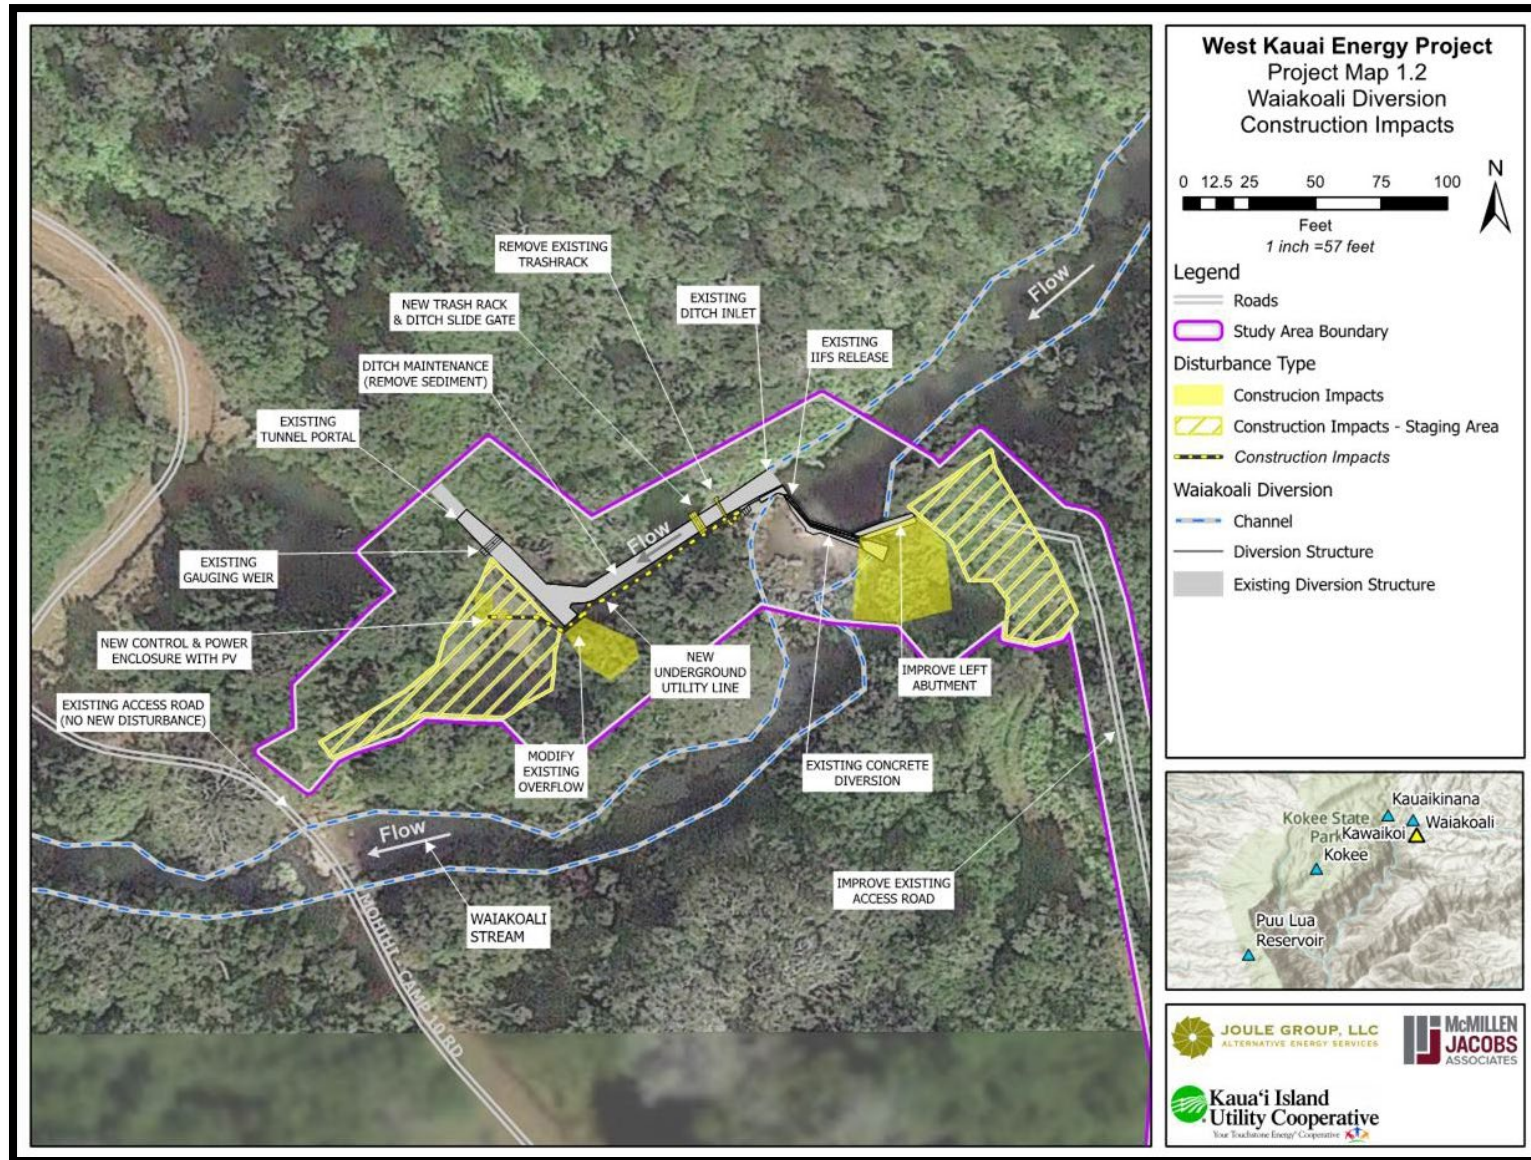 West Kauai Energy Project
Project Map 1.2
Waiakoali Diversion
Construction Impacts
0 12.5 25 50 75 100
Feet
1 inch =57 feet
N
Legend
Roads
Study Area Boundary
Disturbance Type
Construcion Impacts
Construction Impacts - Staging Area
Construction Impacts
Waiakoali Diversion
Channel
Diversion Structure
Existing Diversion Structure
REMOVE EXISTING
TRASHRACK
NEW TRASH RACK
& DITCH SLIDE GATE
EXISTING
DITCH INLET
EXISTING
IIFS RELEASE
DITCH MAINTENANCE
(REMOVE SEDIMENT)
EXISTING
TUNNEL PORTAL
EXISTING
GAUGING WEIR
NEW CONTROL & POWER
ENCLOSURE WITH PV
EXISTING ACCESS ROAD
(NO NEW DISTURBANCE)
NEW
UNDERGROUND
UTILITY LINE
MODIFY
EXISTING
OVERFLOW
IMPROVE LEFT
ABUTMENT
EXISTING CONCRETE
DIVERSION
IMPROVE EXISTING
ACCESS ROAD
WAIAKOALI
STREAM
Flow
Flow
Flow
MOHIHI - CAMP 10 RD
Kauaikinana
Kokee State
Park
Waiakoali
Kawaikoi
Kokee
Puu Lua
Reservoir
JOULE GROUP, LLC
ALTERNATIVE ENERGY SERVICES
McMILLEN
JACOBS
ASSOCIATES
Kauaʻi Island
Utility Cooperative
Your Touchstone Energy® Cooperative